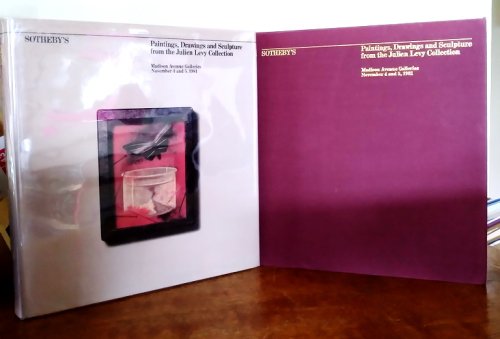 SOTHEBY'S
Paintings, Drawings and Sculpture
from the Julien Levy Collection
Madison Avenue Galleries
November 4 and 5, 1981
SOTHEBY'S
Paintings, Drawings and Sculpture
from the Julien Levy Collection
Madison Avenue Galleries
November 4 and 5, 1981